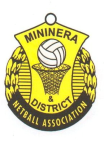 MININERA
& DISTRICT
NETBALL ASSOCIATION